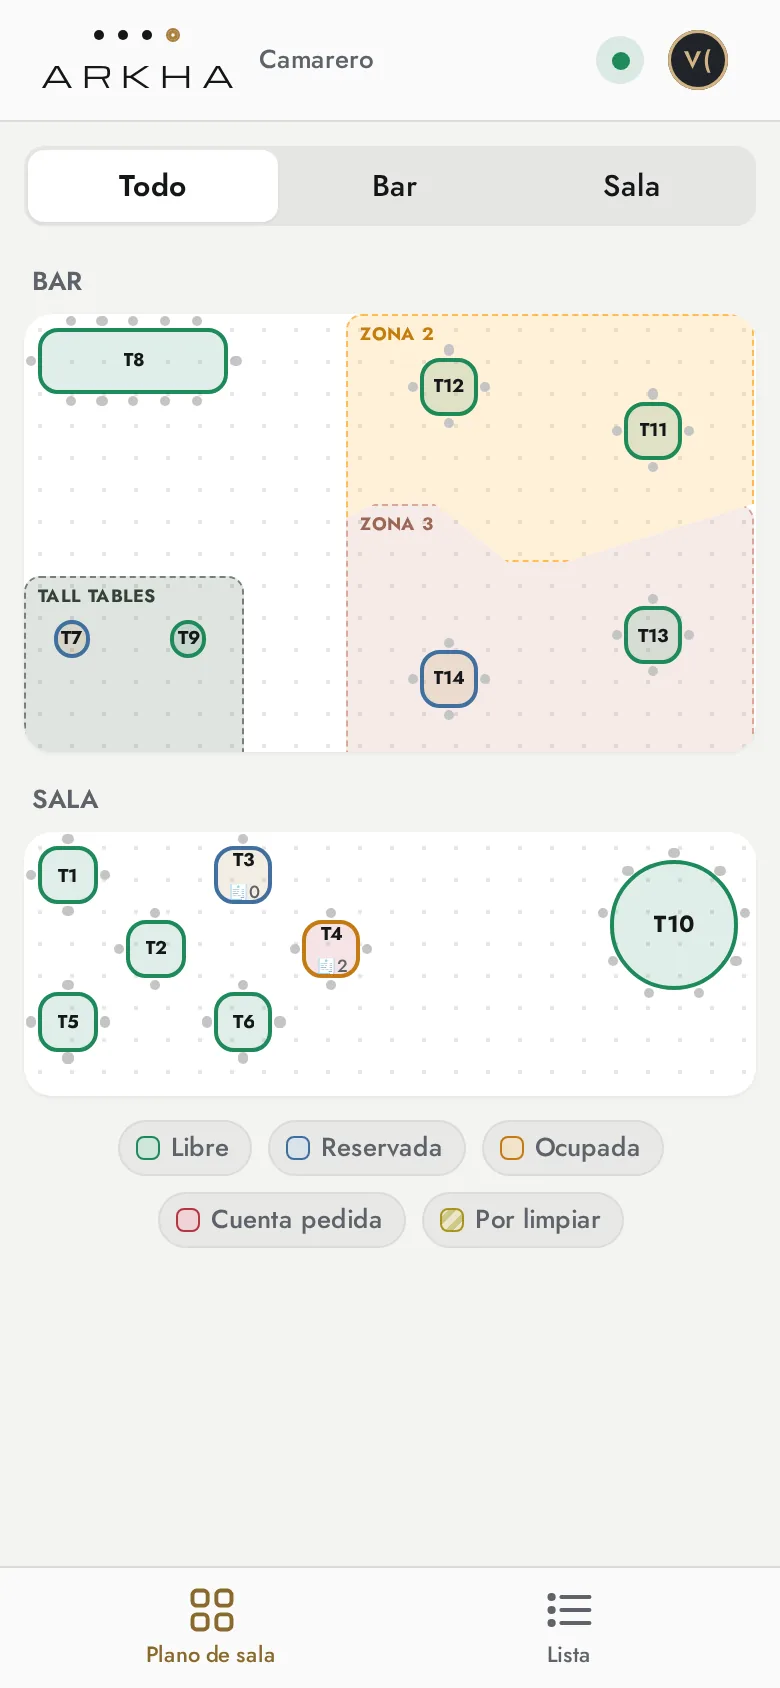 ARKHA
Camarero
V(
Todo
Bar
Sala
BAR
T8
ZONA 2
T12
T11
ZONA 3
TALL TABLES
T7
T9
T13
T14
SALA
T1
T3
0
T4
2
T10
T2
T5
T6
Libre
Reservada
Ocupada
Cuenta pedida
Por limpiar
Plano de sala
Lista